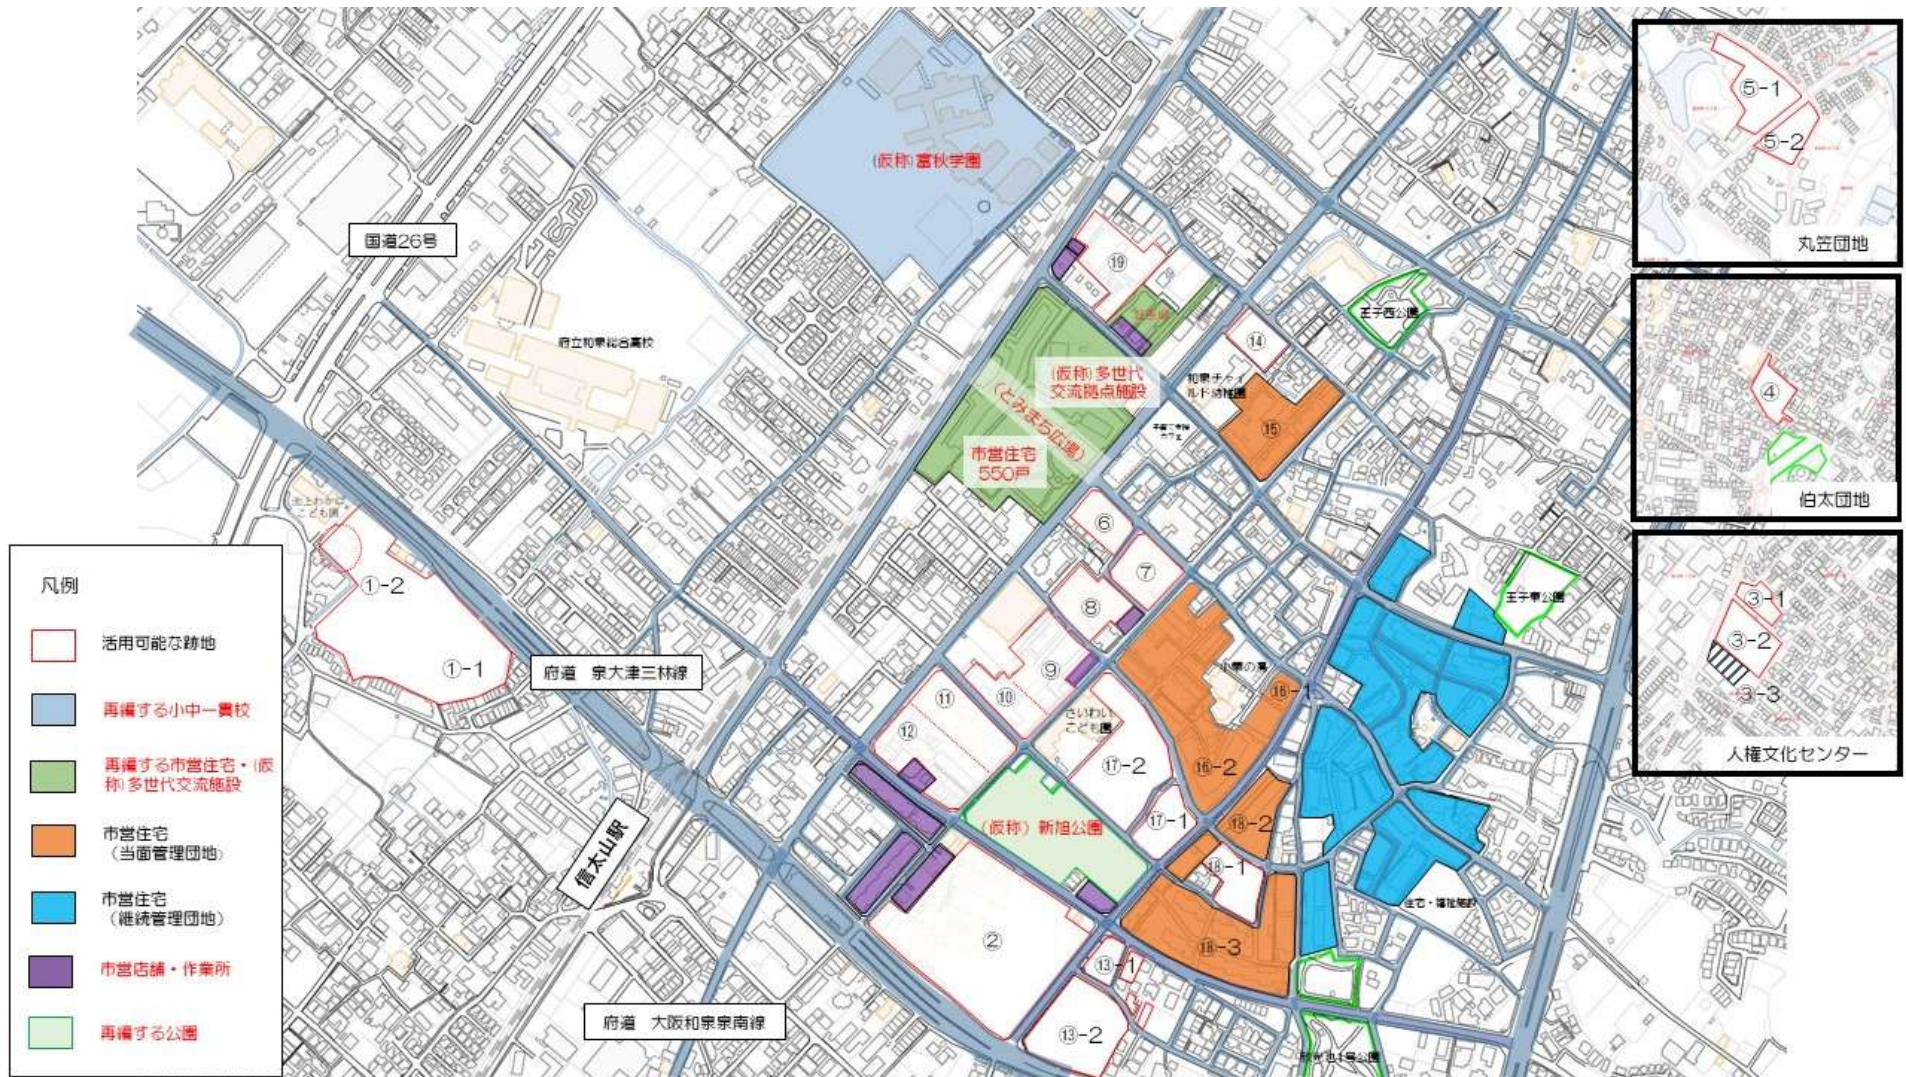 (仮称)富秋学園
国道26号
府立和泉総合高校
⑲
⑭
王子西公園
(仮称)多世代
交流拠点施設
(とみまち広場)
市営住宅
550戸
和泉チャイ
ルド幼稚園
⑮
⑥
⑦
⑧
⑨
⑩
⑪
⑫
①-2
①-1
府道 泉大津三林線
さいわい
こども園
小栗の湯
⑯-1
⑯-2
⑰-2
⑰-1
⑱-2
⑱-1
⑱-3
(仮称)新旭公園
王子東公園
住宅・福祉施設
信太山駅
②
⑬-1
⑬-2
府道 大阪和泉泉南線
⑤-1
⑤-2
丸笠団地
④
伯太団地
③-1
③-2
③-3
人権文化センター
凡例
活用可能な跡地
再編する小中一貫校
再編する市営住宅・(仮
称)多世代交流施設
市営住宅
(当面管理団地)
市営住宅
(継続管理団地)
市営店舗・作業所
再編する公園